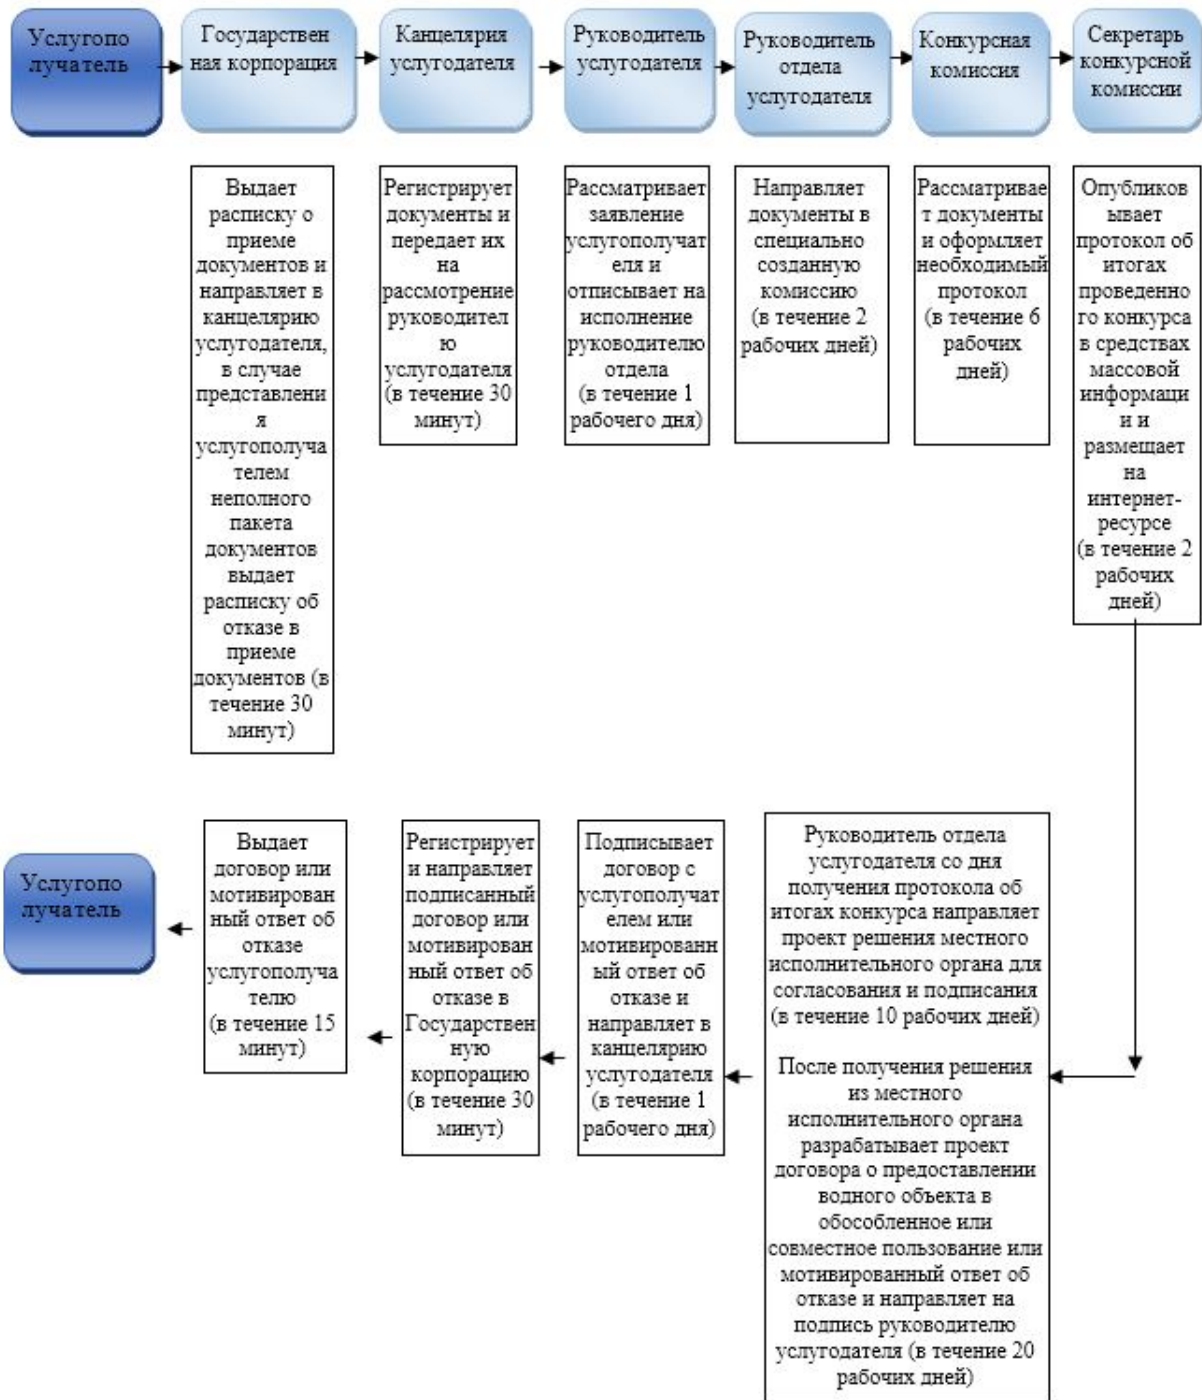 Услугопо
лучатель
Государствен
ная корпорация
Канцелярия
услугодателя
Руководитель
услугодателя
Руководитель
отдела
услугодателя
Конкурсная
комиссия
Секретарь
конкурсной
комиссии
Выдает
расписку о
приеме
документов и
направляет в
канцелярию
услугодателя,
в случае
представлени
я
услугополуча
телем
неполного
пакета
документов
выдает
расписку об
отказе в
приеме
документов (в
течение 30
минут)
Регистрирует
документы и
передает их
на
рассмотрение
руководител
ю
услугодателя
(в течение 30
минут)
Рассматривает
заявление
услугополучат
еля и
отписывает на
исполнение
руководителю
отдела
(в течение 1
рабочего дня)
Направляет
документы в
специально
созданную
комиссию
(в течение 2
рабочих дней)
Рассматривае
т документы
и оформляет
необходимый
протокол
(в течение 6
рабочих
дней)
Опубликов
ывает
протокол об
итогах
проведенно
го конкурса
в средствах
массовой
информаци
и и
размещает
на
интернет-
ресурсе
(в течение 2
рабочих
дней)
Услугопо
лучатель
Выдает
договор или
мотивирован
ный ответ об
отказе
услугополуча
телю
(в течение 15
минут)
Регистрирует
и направляет
подписанный
договор или
мотивирован
ный ответ об
отказе в
Государствен
ную
корпорацию
(в течение 30
минут)
Подписывает
договор с
услугополучат
елем или
мотивированн
ый ответ об
отказе и
направляет в
канцелярию
услугодателя
(в течение 1
рабочего дня)
Руководитель отдела
услугодателя со дня
получения протокола об
итогах конкурса направляет
проект решения местного
исполнительного органа для
согласования и подписания
(в течение 10 рабочих дней)
После получения решения
из местного
исполнительного органа
разрабатывает проект
договора о предоставлении
водного объекта в
обособленное или
совместное пользование или
мотивированный ответ об
отказе и направляет на
подпись руководителю
услугодателя (в течение 20
рабочих дней)